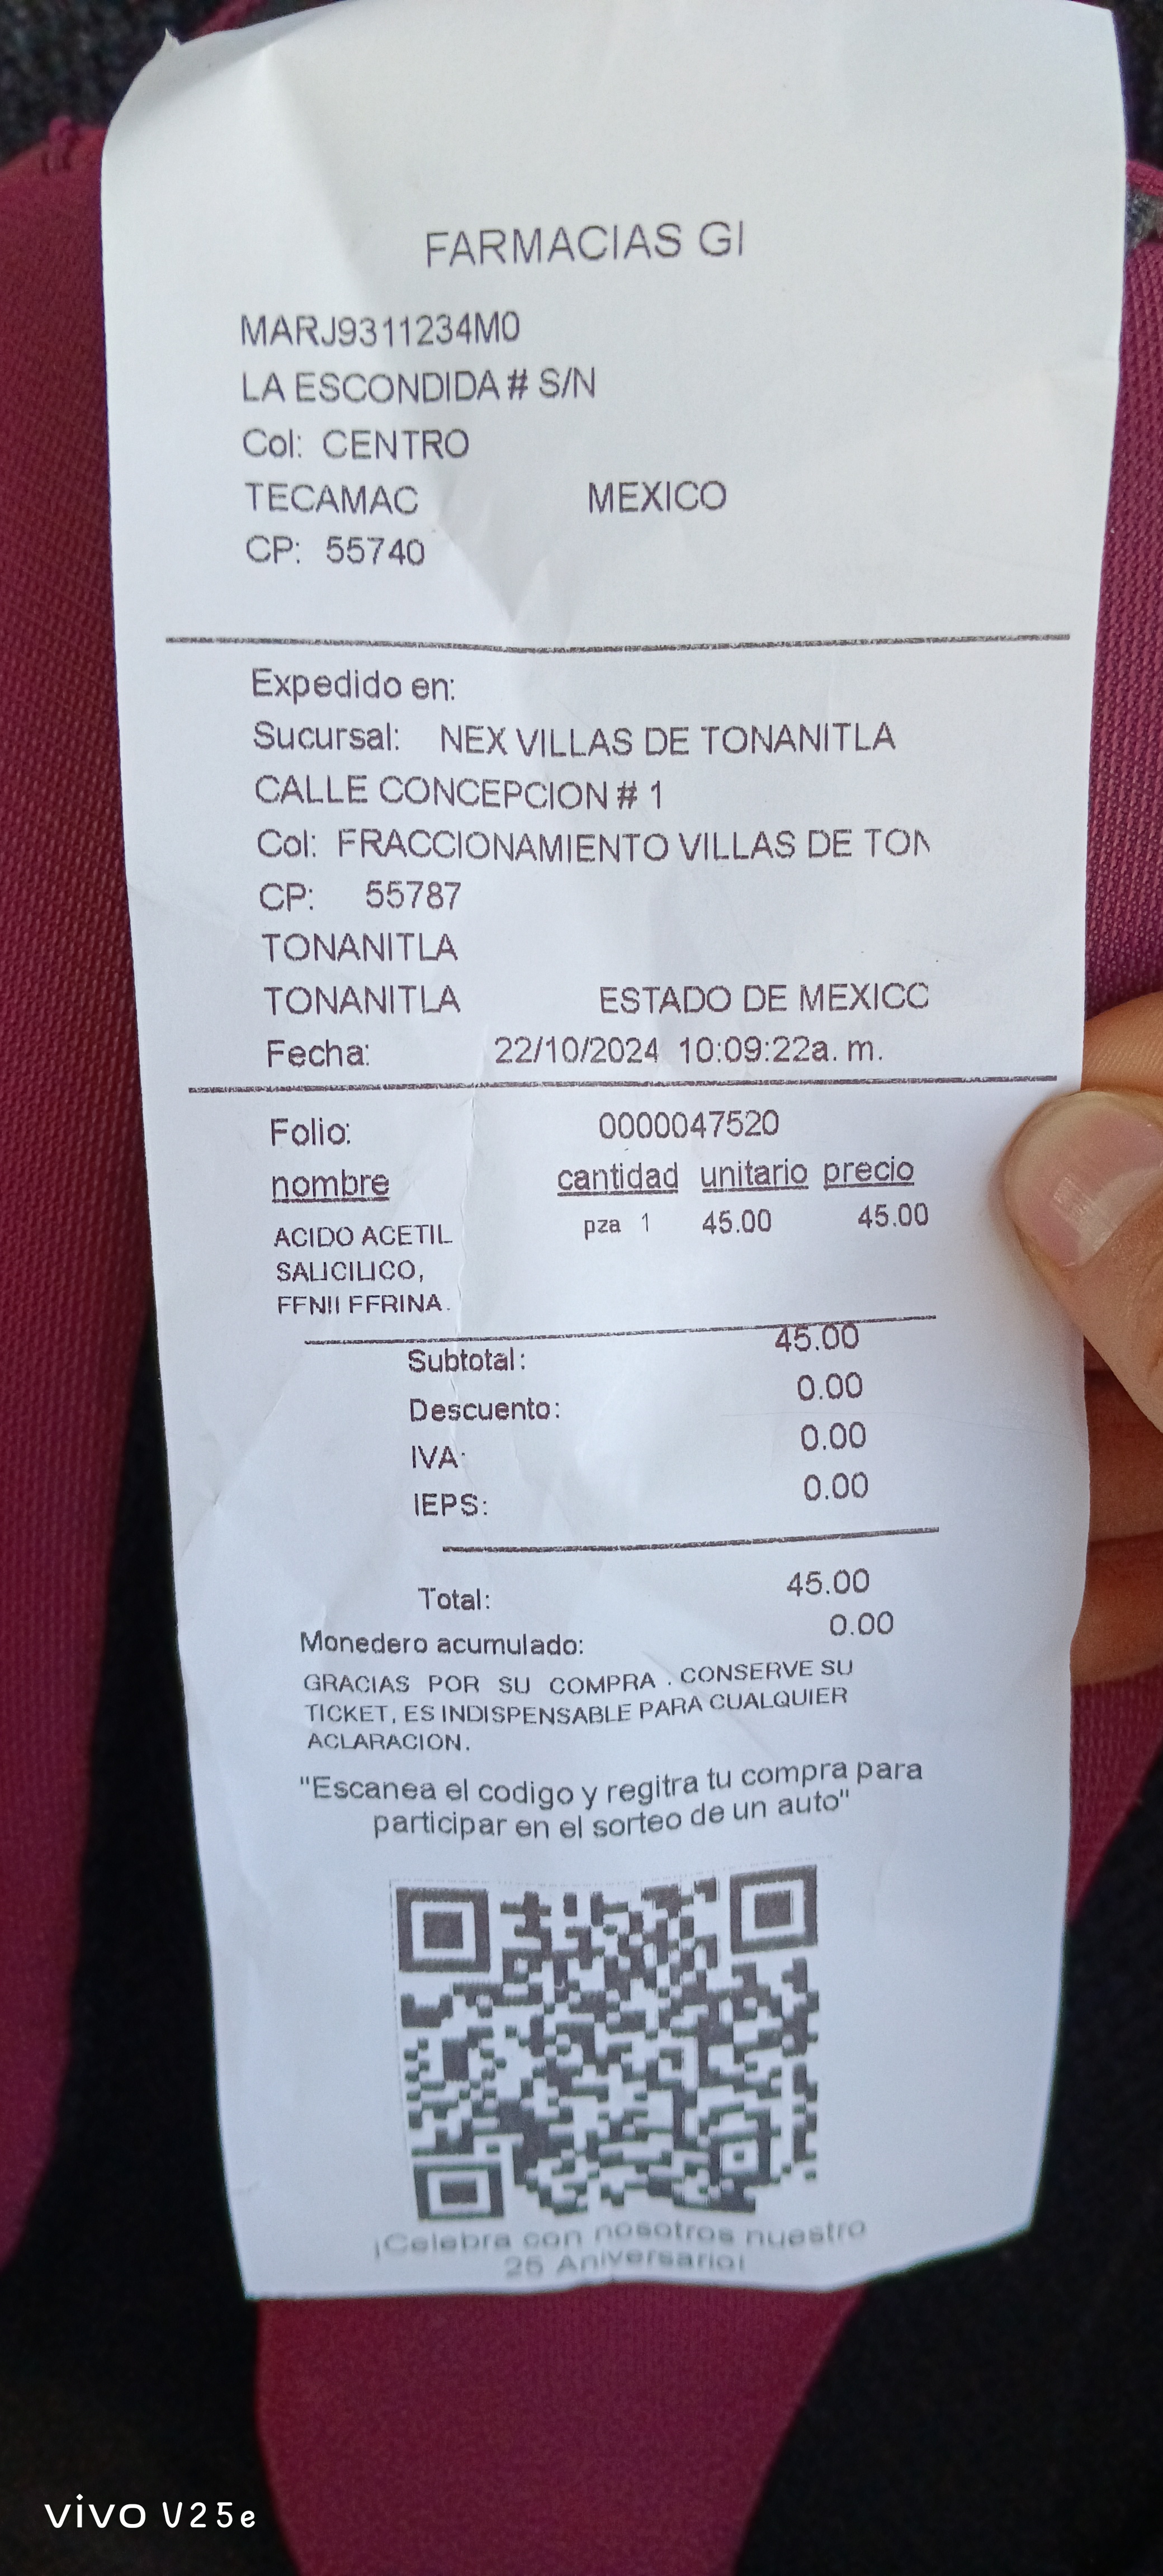 FARMACIAS GI
MARJ9311234M0
LA ESCONDIDA # S/N
Col: CENTRO
TECAMAC MEXICO
CP: 55740
Expedido en:
Sucursal: NEX VILLAS DE TONANITLA
CALLE CONCEPCION # 1
Col: FRACCIONAMIENTO VILLAS DE TON
CP: 55787
TONANITLA
TONANITLA ESTADO DE MEXICO
Fecha: 22/10/2024 10:09:22a. m.
Folio: 0000047520
nombre cantidad unitario precio
ACIDO ACETIL pza 1 45.00 45.00
SALICILICO,
Subtotal: 45.00
Descuento: 0.00
IVA: 0.00
IEPS: 0.00
Total: 45.00
Monedero acumulado: 0.00
GRACIAS POR SU COMPRA . CONSERVE SU
TICKET, ES INDISPENSABLE PARA CUALQUIER
ACLARACION.
"Escanea el codigo y regitra tu compra para
participar en el sorteo de un auto"
¡Celebra con nosotros nuestro
25 Aniversario!
vivo V25e